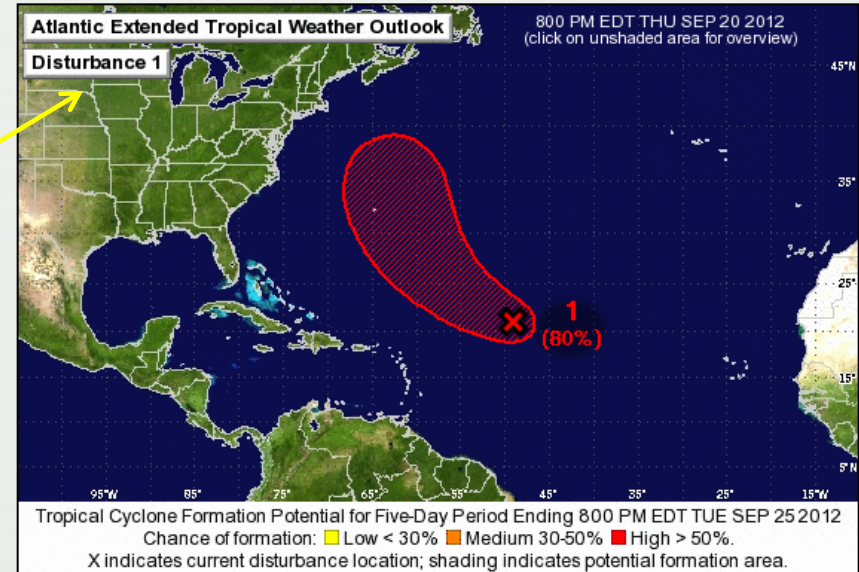 Atlantic Extended Tropical Weather Outlook
800 PM EDT THU SEP 20 2012
(click on unshaded area for overview)
Disturbance 1
45°N
35°
25°
1
(80%)
15°
5°N
95°W 85° 75° 65° 55° 45° 35° 25° 15°W
Tropical Cyclone Formation Potential for Five-Day Period Ending 800 PM EDT TUE SEP 25 2012
Chance of formation: Low < 30% Medium 30-50% High > 50%.
X indicates current disturbance location; shading indicates potential formation area.